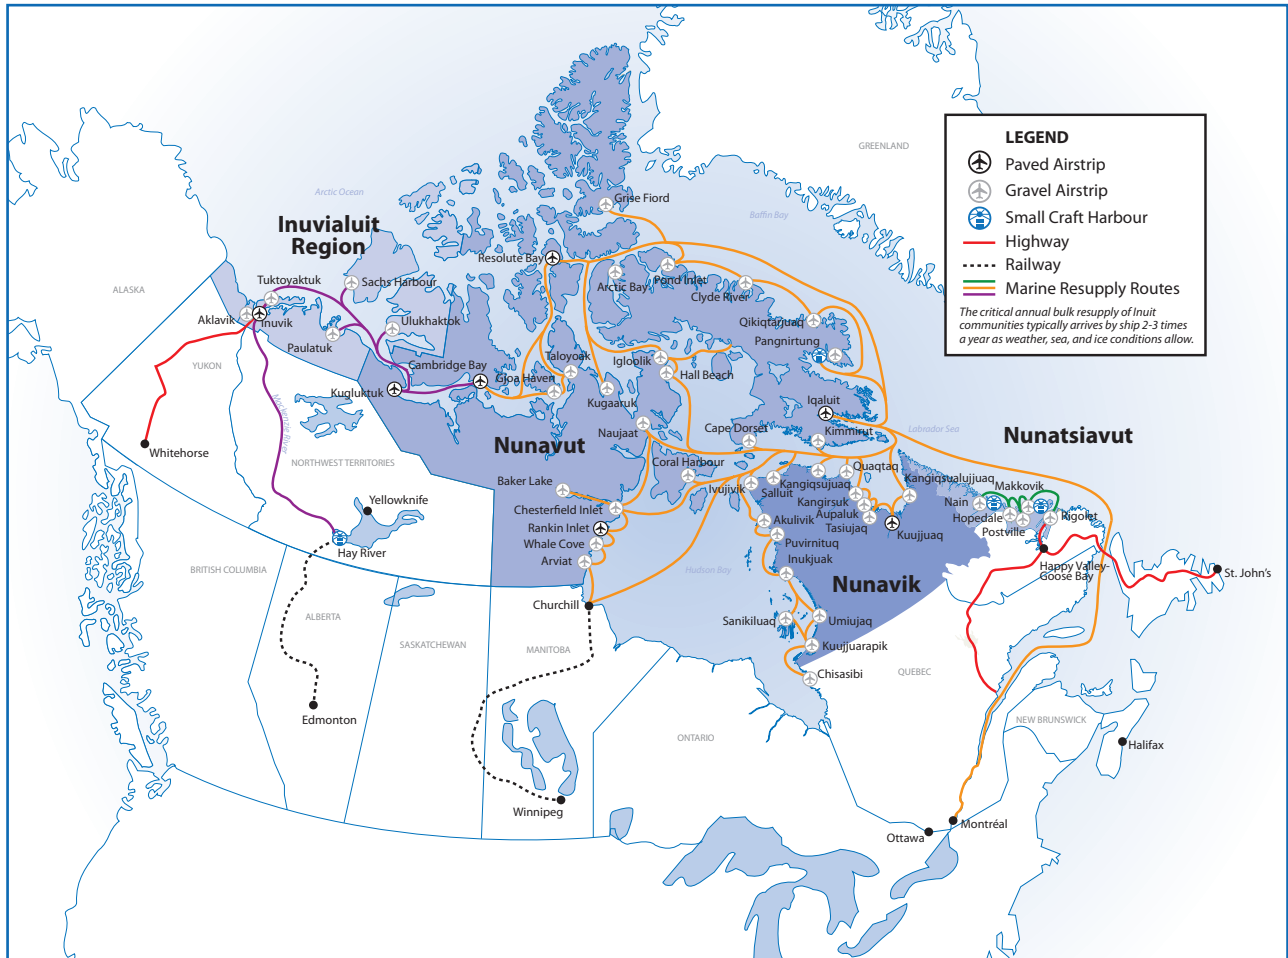 LEGEND
Paved Airstrip
Gravel Airstrip
Small Craft Harbour
Highway
Railway
Marine Resupply Routes
The critical annual bulk resupply of Inuit
communities typically arrives by ship 2-3 times
a year as weather, sea, and ice conditions allow.
GREENLAND
Arctic Ocean
Baffin Bay
Grise Fiord
Inuvialuit
Region
Resolute Bay
Tuktoyaktuk
Sachs Harbour
Arctic Bay
Pond Inlet
Clyde River
ALASKA
Aklavik
Inuvik
Ulukhaktok
Paulatuk
Qikiqtarjuaq
Pangnirtung
YUKON
Cambridge Bay
Taloyoak
Gjoa Haven
Igloolik
Hall Beach
Kugluktuk
Kugaaruk
Iqaluit
Mackenzie River
Nunavut
Naujaat
Cape Dorset
Kimmirut
Labrador Sea
Nunatsiavut
Whitehorse
NORTHWEST TERRITORIES
Coral Harbour
Quaqtaq
Baker Lake
Ivujivik
Salluit
Kangiqsujuaq
Kangiqsualujjuaq
Makkovik
Yellowknife
Chesterfield Inlet
Kangirsuk
Nain
Aupaluk
Hopedale
Rigolet
Rankin Inlet
Akulivik
Tasiujaq
Kuujjuaq
Postville
Whale Cove
Puvirnituq
Hay River
Arviat
Inukjuak
Happy Valley-
Goose Bay
St. John's
BRITISH COLUMBIA
Hudson Bay
Nunavik
Churchill
ALBERTA
Sanikiluaq
Umiujaq
SASKATCHEWAN
MANITOBA
Kuujjuarapik
Chisasibi
QUEBEC
Edmonton
ONTARIO
NEW BRUNSWICK
Halifax
Winnipeg
Montréal
Ottawa